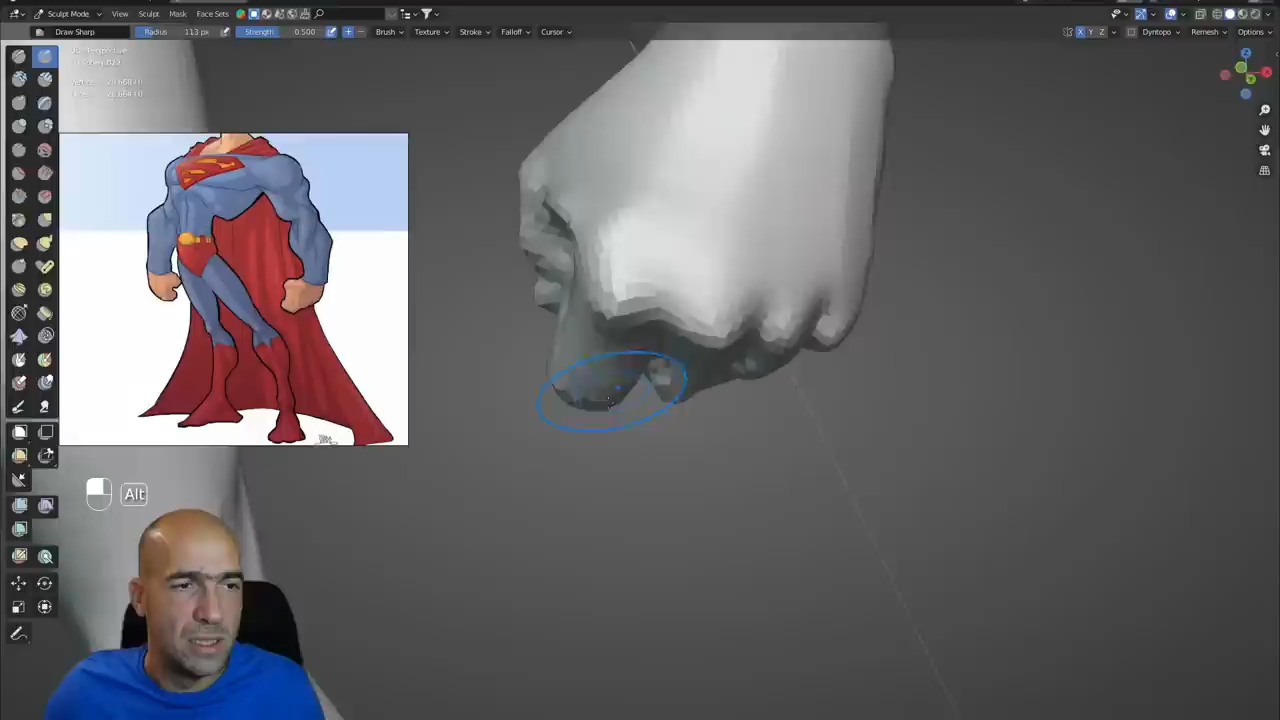 Sculpt Mode View Sculpt Mask Face Sets
Draw Sharp Radius 113 px Strength 0.500 Brush Texture Stroke Falloff Cursor X Y Z Dyntopo Remesh Options
Alt